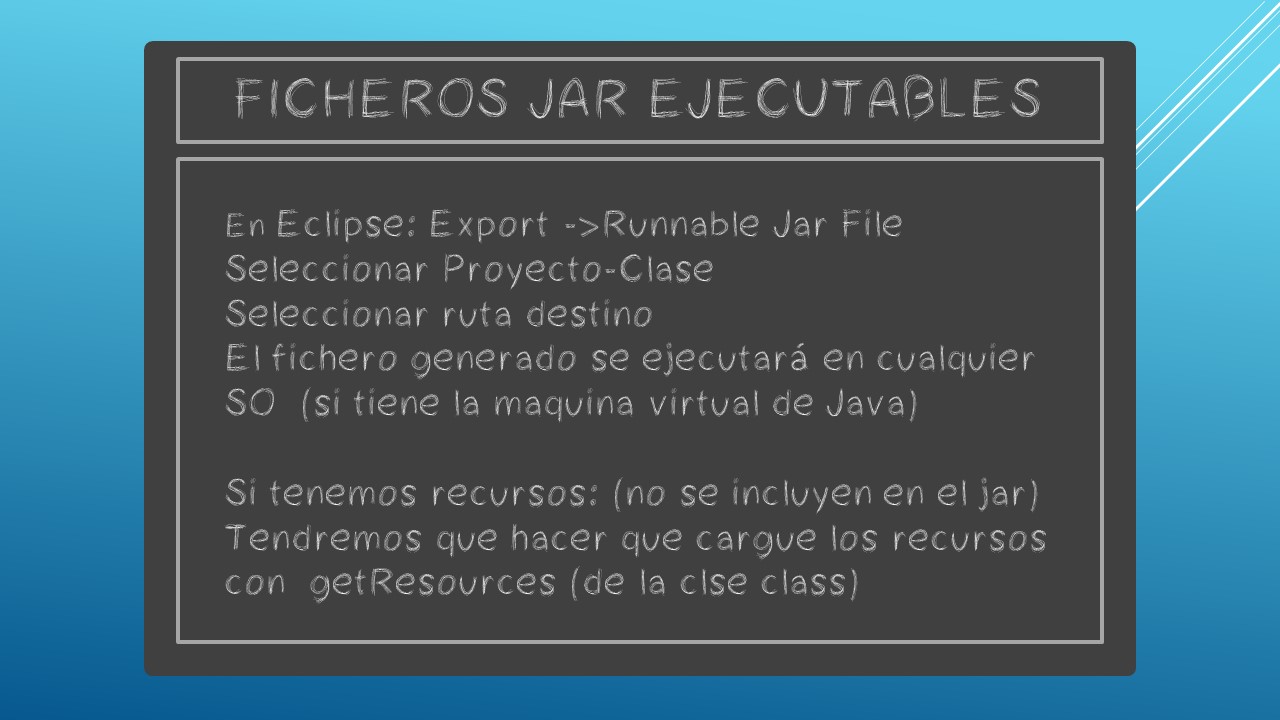 FICHEROS JAR EJECUTABLES
En Eclipse: Export ->Runnable Jar File
Seleccionar Proyecto-Clase
Seleccionar ruta destino
El fichero generado se ejecutará en cualquier
SO (si tiene la maquina virtual de Java)
Si tenemos recursos: (no se incluyen en el jar)
Tendremos que hacer que cargue los recursos
con getResources (de la clse class)